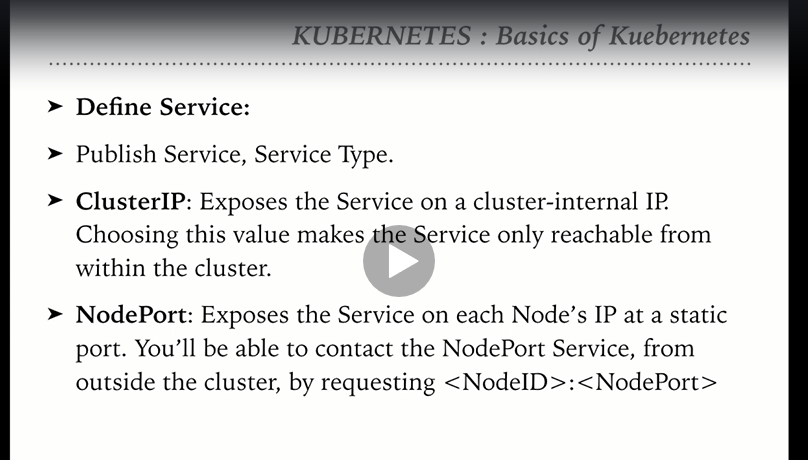 KUBERNETES : Basics of Kuebernetes
➤ Define Service:
➤ Publish Service, Service Type.
➤ ClusterIP: Exposes the Service on a cluster-internal IP.
Choosing this value makes the Service only reachable from
within the cluster.
➤ NodePort: Exposes the Service on each Node’s IP at a static
port. You’ll be able to contact the NodePort Service, from
outside the cluster, by requesting <NodeID>:<NodePort>